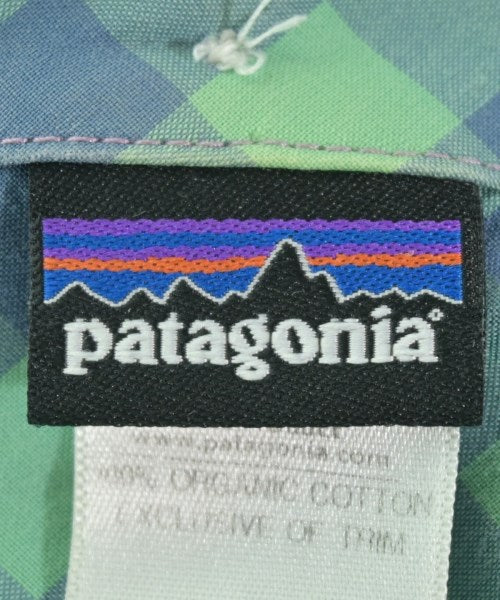 patagonia®
www.patagonia.com
100% ORGANIC COTTON
EXCLUSIVE OF TRIM